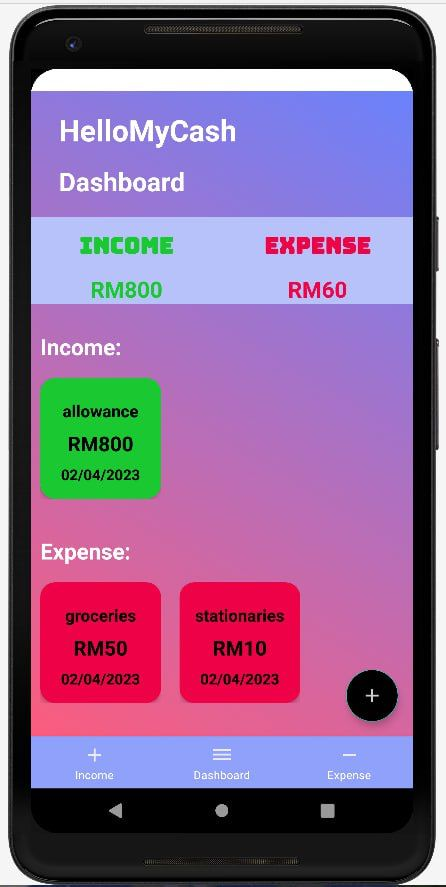 HelloMyCash
Dashboard
INCOME EXPENSE
RM800 RM60
Income:
allowance
RM800
02/04/2023
Expense:
groceries stationaries
RM50 RM10
02/04/2023 02/04/2023
+
Income Dashboard Expense